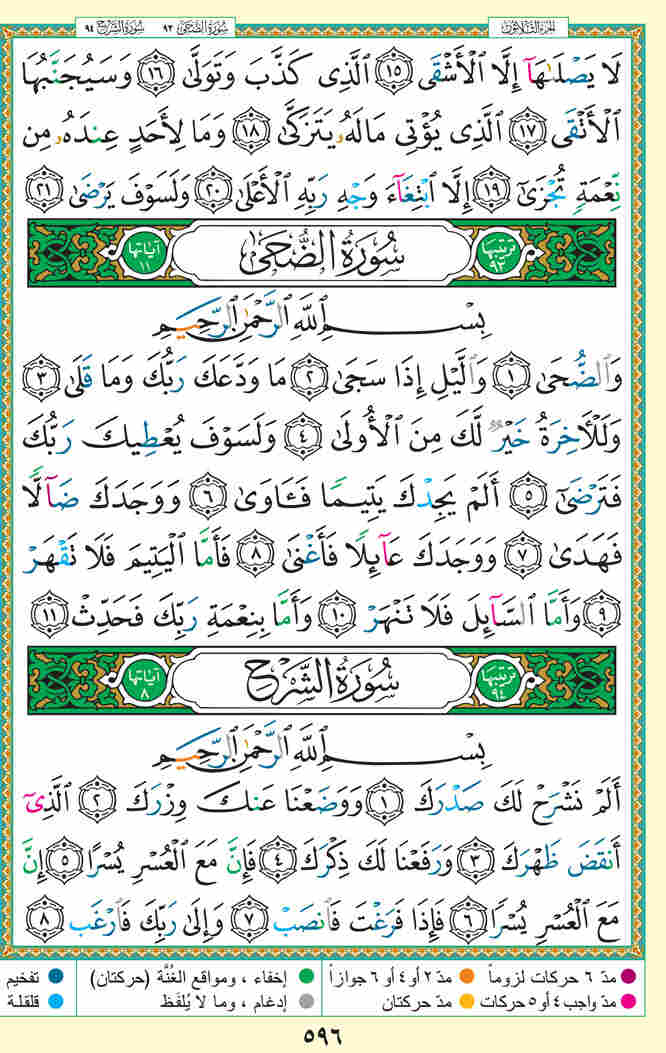 الجزء الثلاثون سُورَةُ الضُّحَىٰ ٩٣ سُورَةُ الشَّرْحِ ٩٤
لَا يَصْلَىٰهَآ إِلَّا ٱلْأَشْقَى ١٥ ٱلَّذِى كَذَّبَ وَتَوَلَّىٰ ١٦ وَسَيُجَنَّبُهَا
ٱلْأَتْقَى ١٧ ٱلَّذِى يُؤْتِى مَالَهُۥ يَتَزَكَّىٰ ١٨ وَمَا لِأَحَدٍ عِندَهُۥ مِن
نِّعْمَةٍ تُجْزَىٰٓ ١٩ إِلَّا ٱبْتِغَآءَ وَجْهِ رَبِّهِ ٱلْأَعْلَىٰ ٢٠ وَلَسَوْفَ يَرْضَىٰ ٢١
ترتيبها ٩٣ سُورَةُ الضُّحَىٰ آياتها ١١
بِسْمِ ٱللَّهِ ٱلرَّحْمَٰنِ ٱلرَّحِيمِ
وَٱلضُّحَىٰ ١ وَٱلَّيْلِ إِذَا سَجَىٰ ٢ مَا وَدَّعَكَ رَبُّكَ وَمَا قَلَىٰ ٣
وَلَلْـَٔاخِرَةُ خَيْرٌ لَّكَ مِنَ ٱلْأُولَىٰ ٤ وَلَسَوْفَ يُعْطِيكَ رَبُّكَ
فَتَرْضَىٰٓ ٥ أَلَمْ يَجِدْكَ يَتِيمًا فَـَٔاوَىٰ ٦ وَوَجَدَكَ ضَآلًّا
فَهَدَىٰ ٧ وَوَجَدَكَ عَآئِلًا فَأَغْنَىٰ ٨ فَأَمَّا ٱلْيَتِيمَ فَلَا تَقْهَرْ
٩ وَأَمَّا ٱلسَّآئِلَ فَلَا تَنْهَرْ ١٠ وَأَمَّا بِنِعْمَةِ رَبِّكَ فَحَدِّثْ ١١
ترتيبها ٩٤ سُورَةُ الشَّرْحِ آياتها ٨
بِسْمِ ٱللَّهِ ٱلرَّحْمَٰنِ ٱلرَّحِيمِ
أَلَمْ نَشْرَحْ لَكَ صَدْرَكَ ١ وَوَضَعْنَا عَنكَ وِزْرَكَ ٢ ٱلَّذِىٓ
أَنقَضَ ظَهْرَكَ ٣ وَرَفَعْنَا لَكَ ذِكْرَكَ ٤ فَإِنَّ مَعَ ٱلْعُسْرِ يُسْرًا ٥ إِنَّ
مَعَ ٱلْعُسْرِ يُسْرًا ٦ فَإِذَا فَرَغْتَ فَٱنصَبْ ٧ وَإِلَىٰ رَبِّكَ فَٱرْغَب ٨
مدّ ٦ حركات لزوماً مدّ ٢ أو ٤ أو ٦ جوازاً إخفاء ، ومواقع الغُنَّة (حركتان) تفخيم
مدّ واجب ٤ أو ٥ حركات مدّ حركتان إدغام ، وما لا يُلفَظ قلقلة
٥٩٦